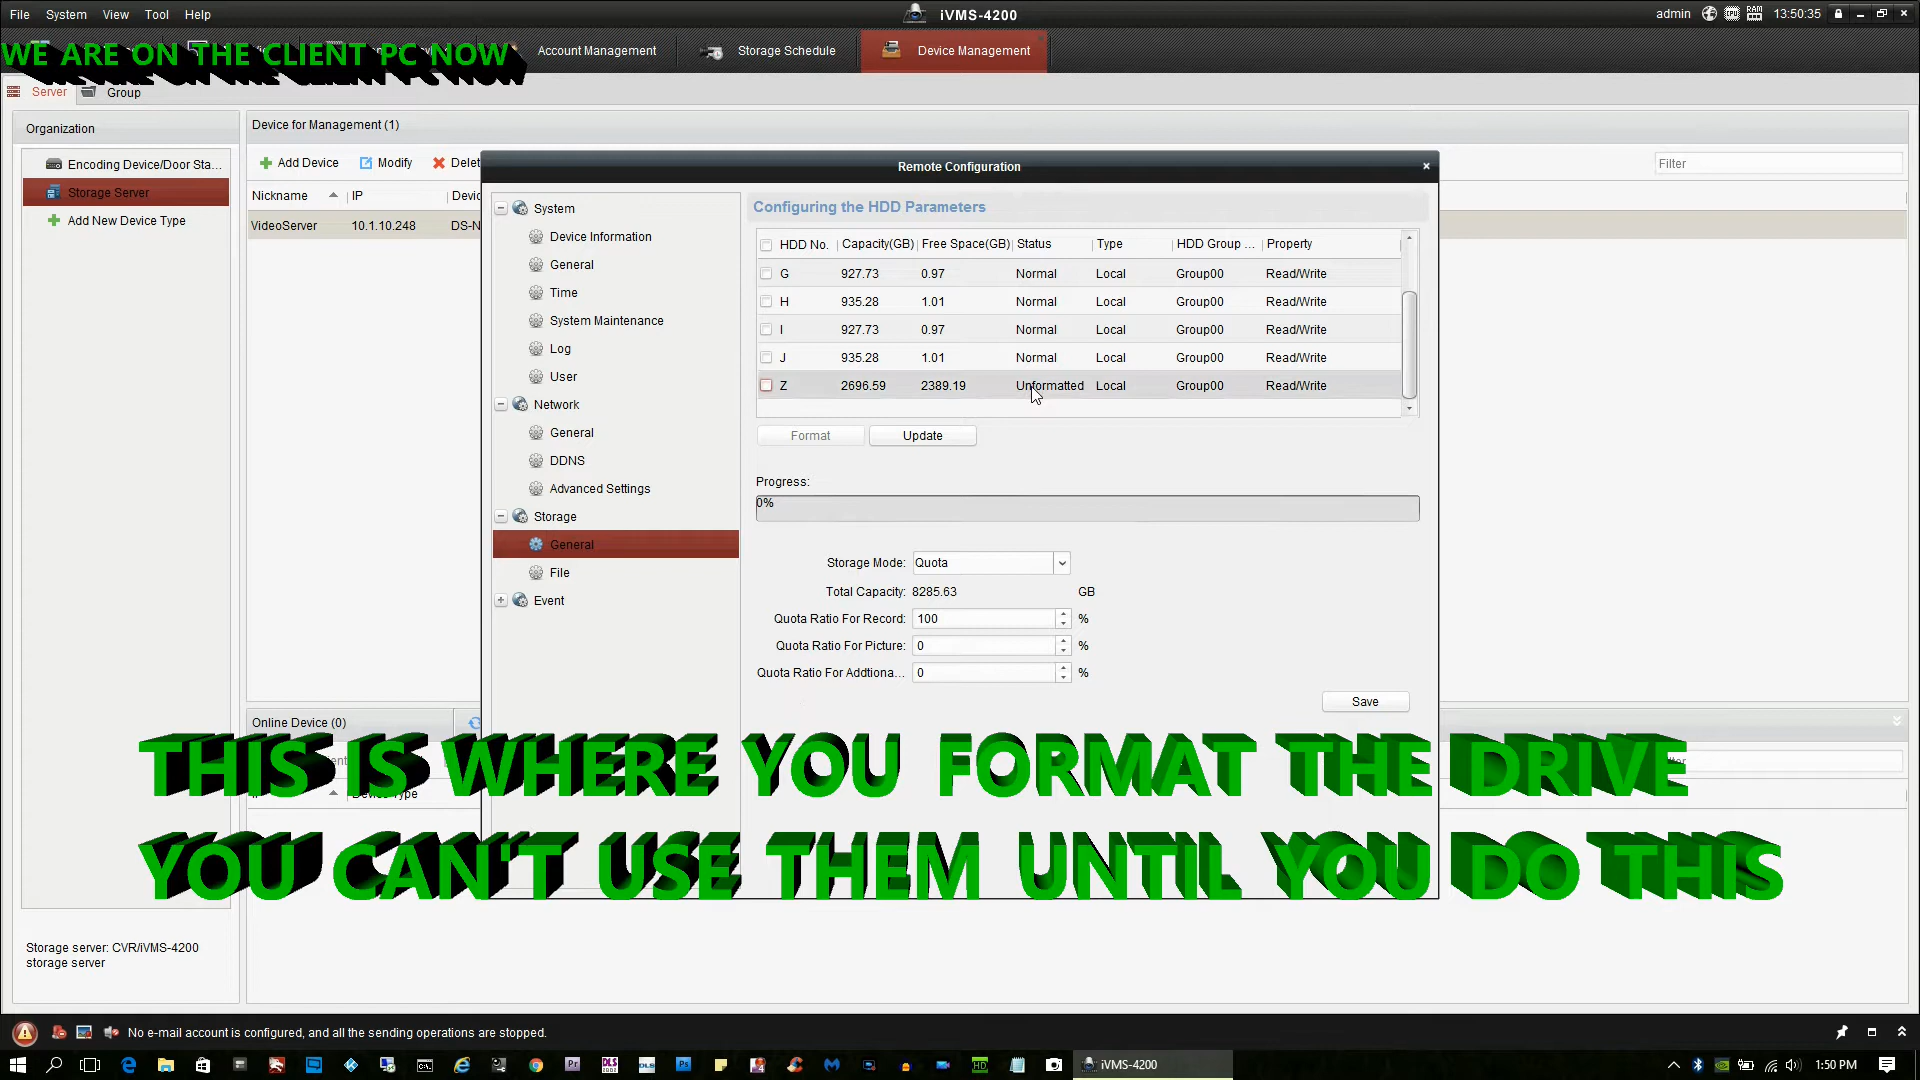 File System View Tool Help
iVMS-4200
admin 13:50:35
WE ARE ON THE CLIENT PC NOW
Account Management Storage Schedule Device Management
Server Group
Organization
Encoding Device/Door Sta...
Storage Server
Add New Device Type
Device for Management (1)
Add Device Modify Filter
Nickname IP
VideoServer 10.1.10.248
Remote Configuration
System
Device Information
General
Time
System Maintenance
Log
User
Network
General
DDNS
Advanced Settings
Storage
General
File
Event
Configuring the HDD Parameters
HDD No. Capacity(GB) Free Space(GB) Status Type HDD Group ... Property
G 927.73 0.97 Normal Local Group00 Read/Write
H 935.28 1.01 Normal Local Group00 Read/Write
I 927.73 0.97 Normal Local Group00 Read/Write
J 935.28 1.01 Normal Local Group00 Read/Write
Z 2696.59 2389.19 Unformatted Local Group00 Read/Write
Format Update
Progress:
0%
Storage Mode: Quota
Total Capacity: 8285.63 GB
Quota Ratio For Record: 100 %
Quota Ratio For Picture: 0 %
Quota Ratio For Addtiona... 0 %
Save
Online Device (0)
THIS IS WHERE YOU FORMAT THE DRIVE
Device Type
YOU CAN'T USE THEM UNTIL YOU DO THIS
Storage server: CVR/iVMS-4200
storage server
No e-mail account is configured, and all the sending operations are stopped.
iVMS-4200
1:50 PM